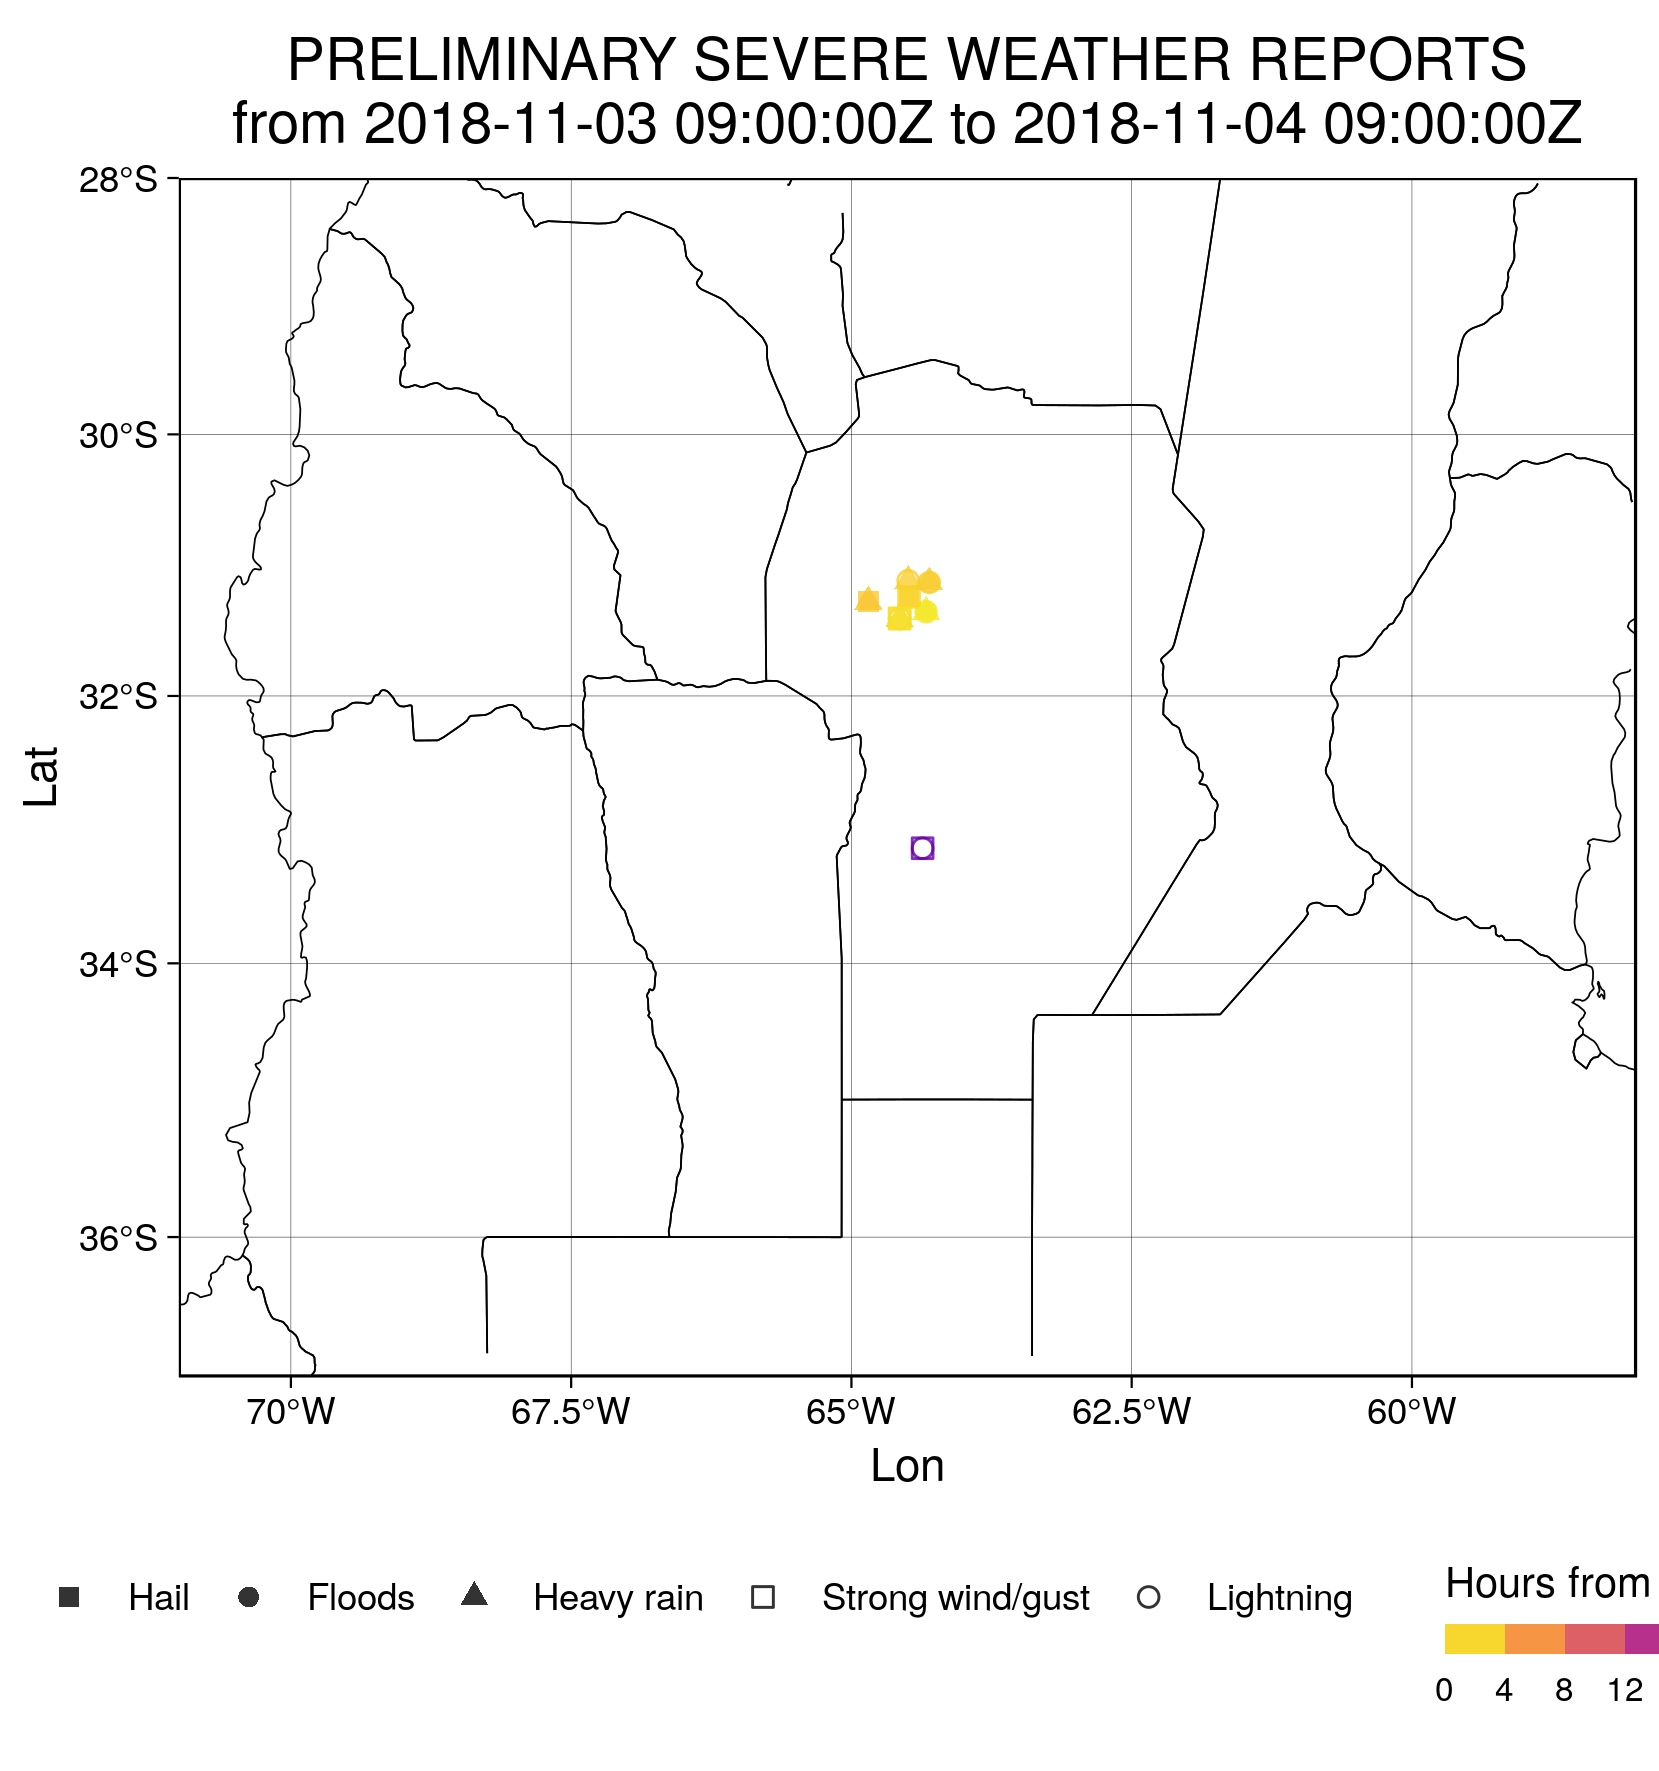 PRELIMINARY SEVERE WEATHER REPORTS
from 2018-11-03 09:00:00Z to 2018-11-04 09:00:00Z
28°S
30°S
32°S
34°S
36°S
Lat
70°W 67.5°W 65°W 62.5°W 60°W
Lon
Hail Floods Heavy rain Strong wind/gust Lightning
Hours from
0 4 8 12